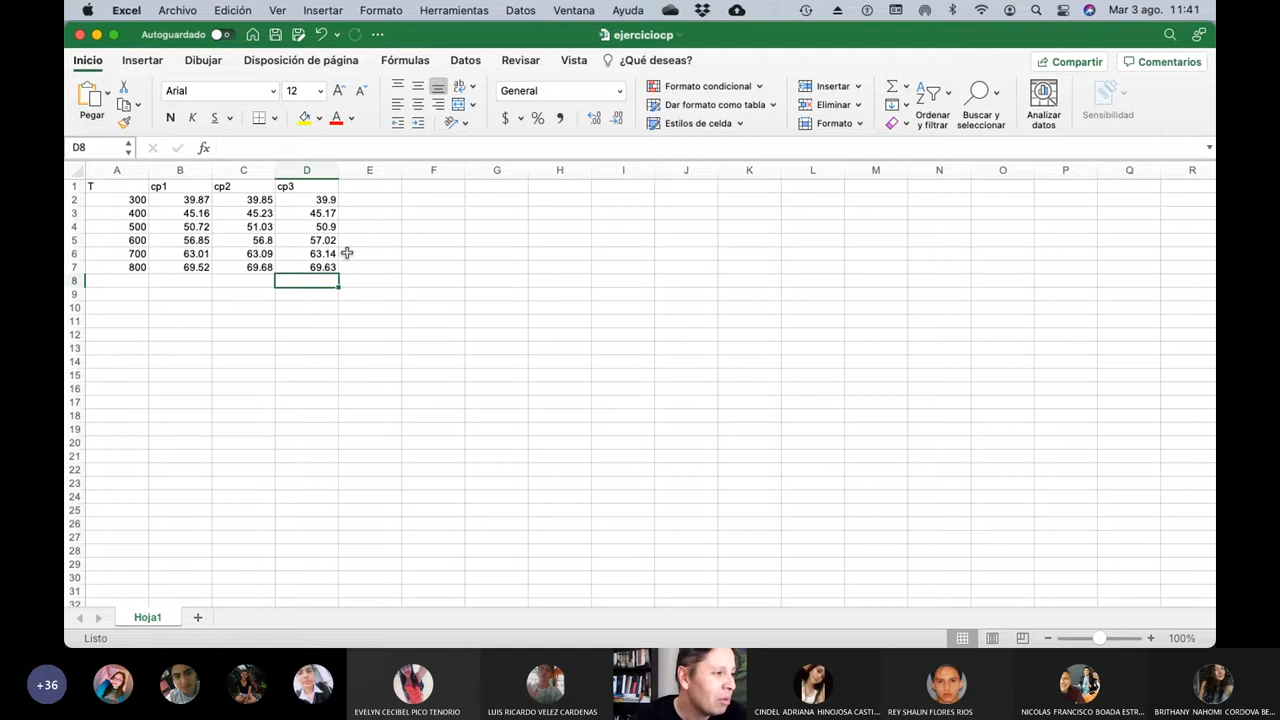 Excel Archivo Edición Ver Insertar Formato Herramientas Datos Ventana Ayuda Mar 3 ago. 11:41
Autoguardado ejerciciocp
Inicio Insertar Dibujar Disposición de página Fórmulas Datos Revisar Vista ¿Qué deseas? Compartir Comentarios
Arial 12 General Formato condicional Insertar
Dar formato como tabla Eliminar
Estilos de celda Formato
Pegar N K S A $ % Ordenar y filtrar Buscar y seleccionar Analizar datos Sensibilidad
D8 fx
A B C D E F G H I J K L M N O P Q R
1 T cp1 cp2 cp3
2 300 39.87 39.85 39.9
3 400 45.16 45.23 45.17
4 500 50.72 51.03 50.9
5 600 56.85 56.8 57.02
6 700 63.01 63.09 63.14
7 800 69.52 69.68 69.63
8
9
10
11
12
13
14
15
16
17
18
19
20
21
22
23
24
25
26
27
28
29
30
31
32
Hoja1
Listo 100%
+36 EVELYN CECIBEL PICO TENORIO LUIS RICARDO VELEZ CARDENAS CINDEL ADRIANA HINOJOSA CASTI... REY SHALIN FLORES RIOS NICOLAS FRANCISCO BOADA ESTR... BRITHANY NAHOMI CORDOVA BE...